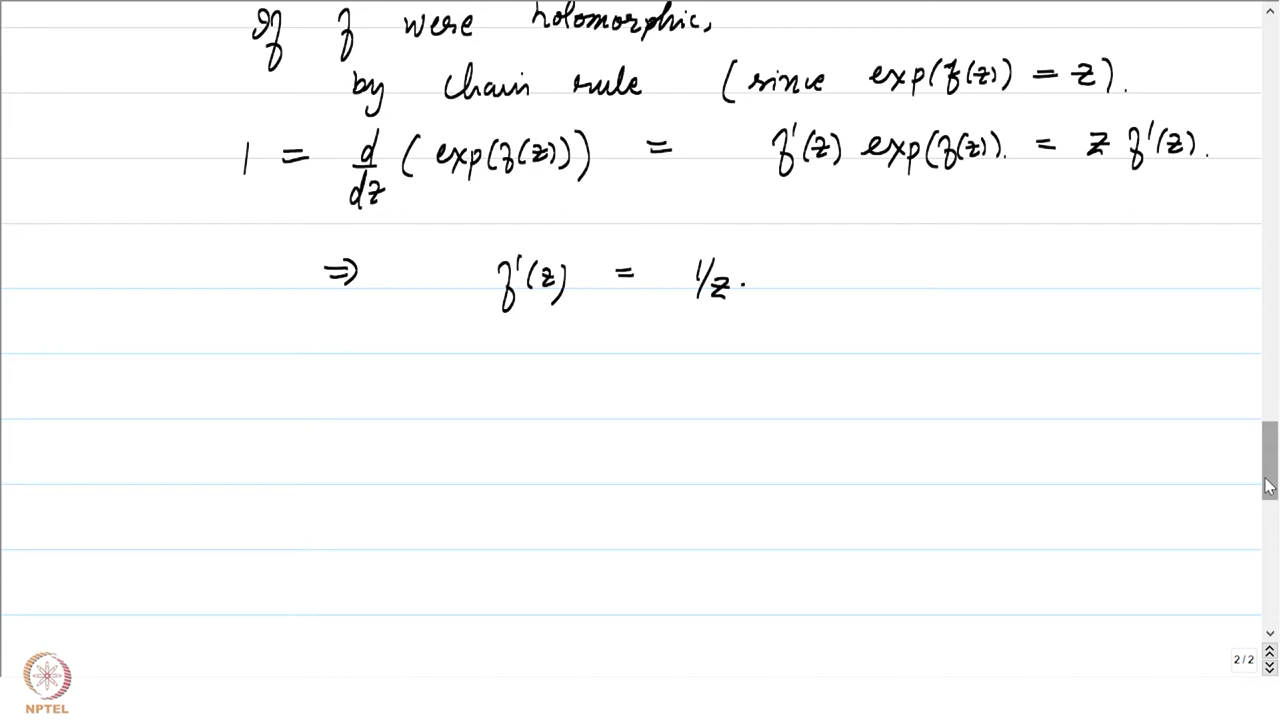 If f were holomorphic,
by chain rule (since exp(f(z)) = z).
1 = d/dz (exp(f(z))) = f'(z) exp(f(z)). = z f'(z).
⇒ f'(z) = 1/z.
2 / 2
NPTEL